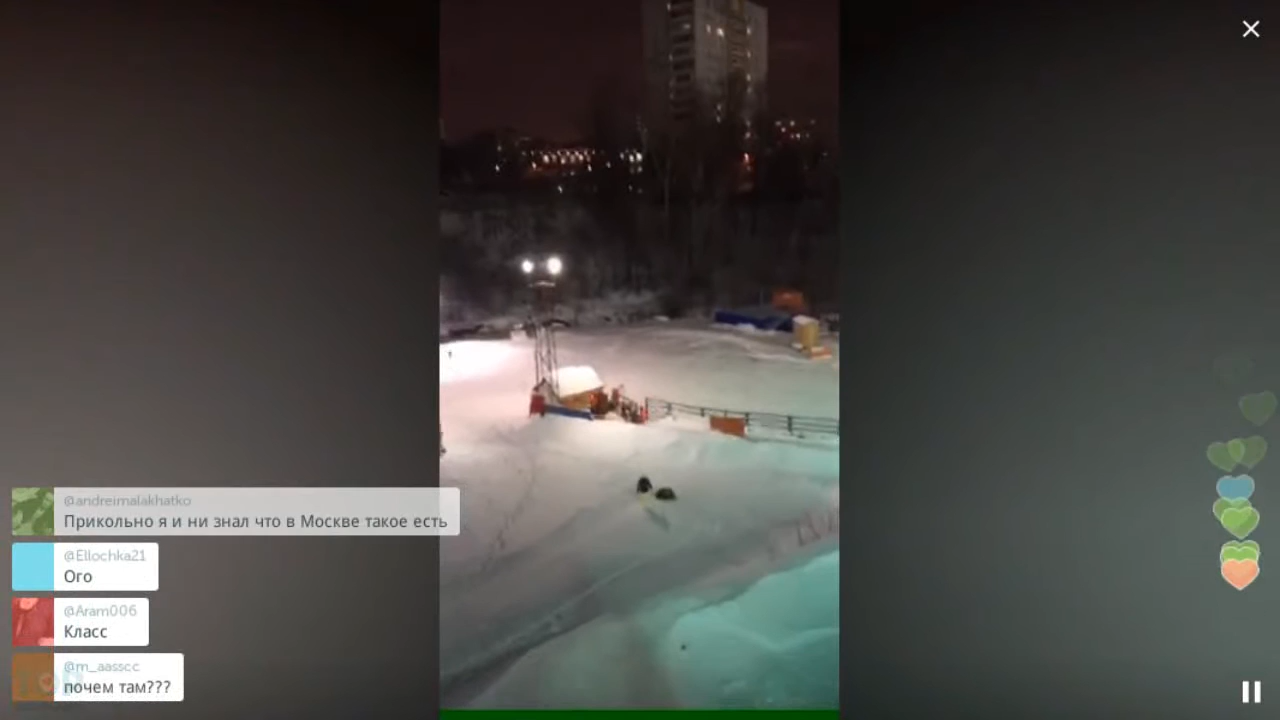 @andreimalakhatko
Прикольно я и ни знал что в Москве такое есть
@Ellochka21
Ого
@Aram006
Класс
@m_aasscc
почем там???